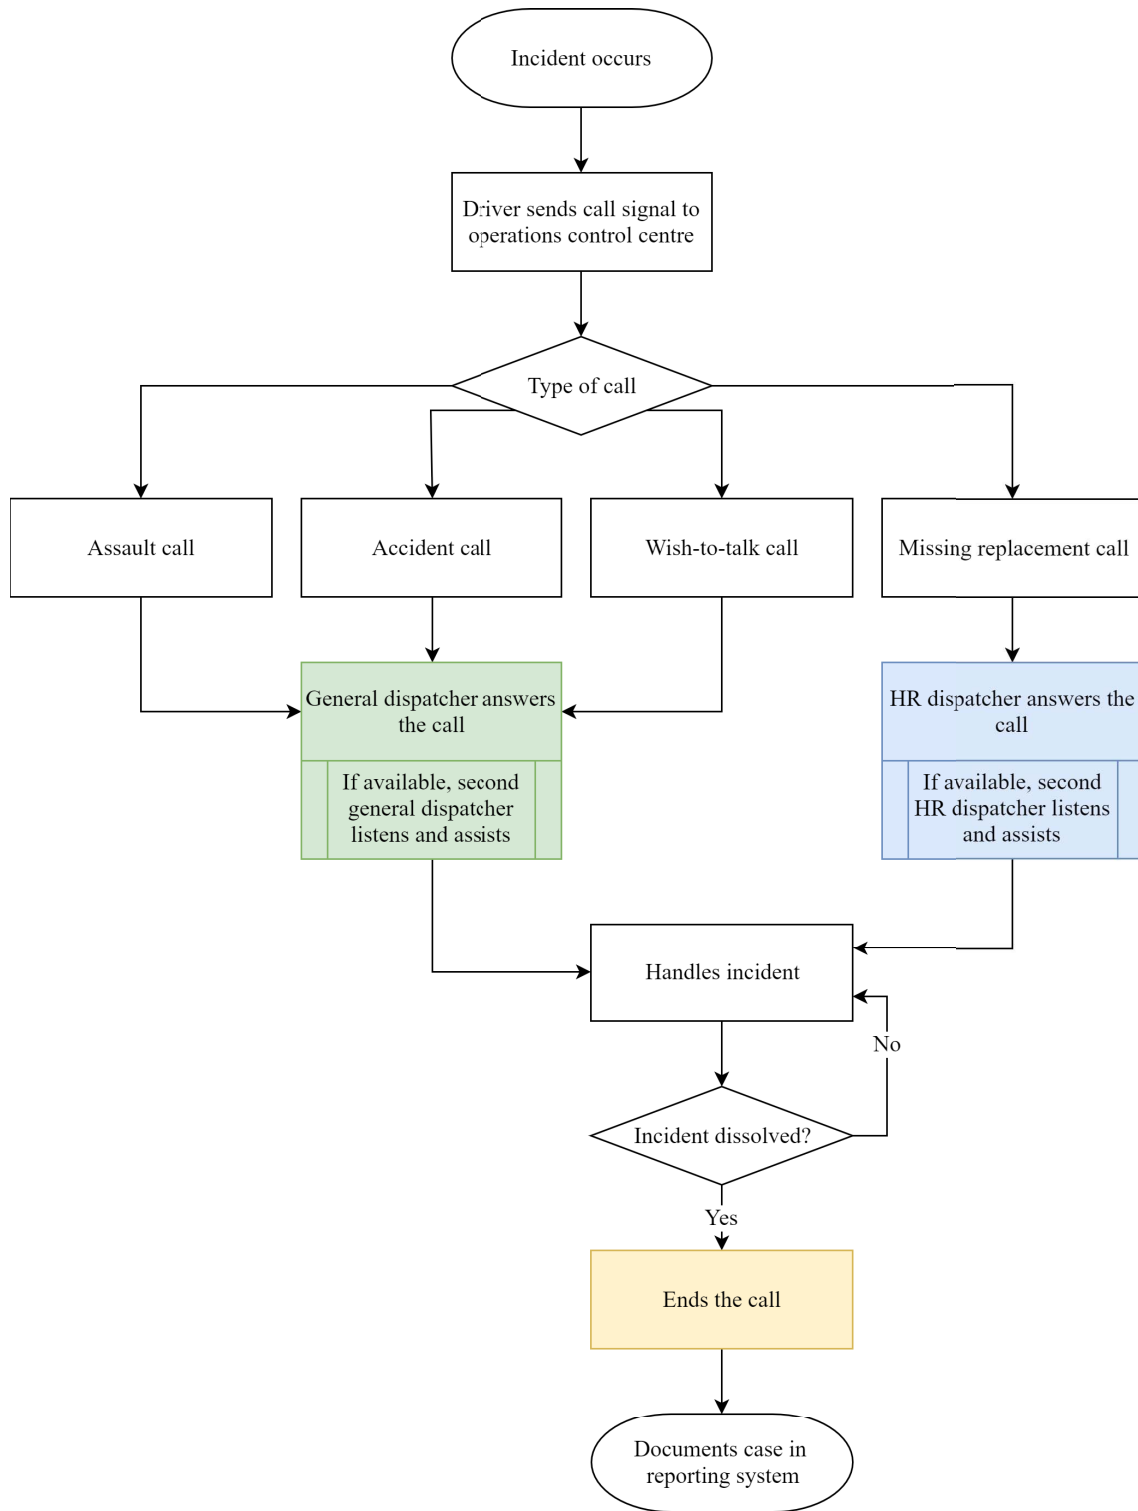 Incident occurs
Driver sends call signal to
operations control centre
Type of call
Assault call
Accident call
Wish-to-talk call
Missing replacement call
General dispatcher answers
the call
If available, second
general dispatcher
listens and assists
HR dispatcher answers the
call
If available, second
HR dispatcher listens
and assists
Handles incident
No
Incident dissolved?
Yes
Ends the call
Documents case in
reporting system